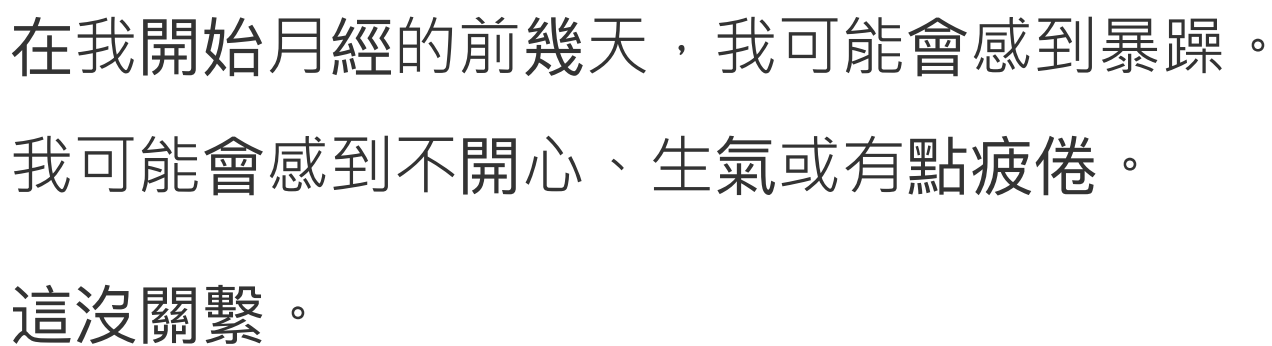 在我開始月經的前幾天，我可能會感到暴躁。
我可能會感到不開心、生氣或有點疲倦。
這沒關繫。